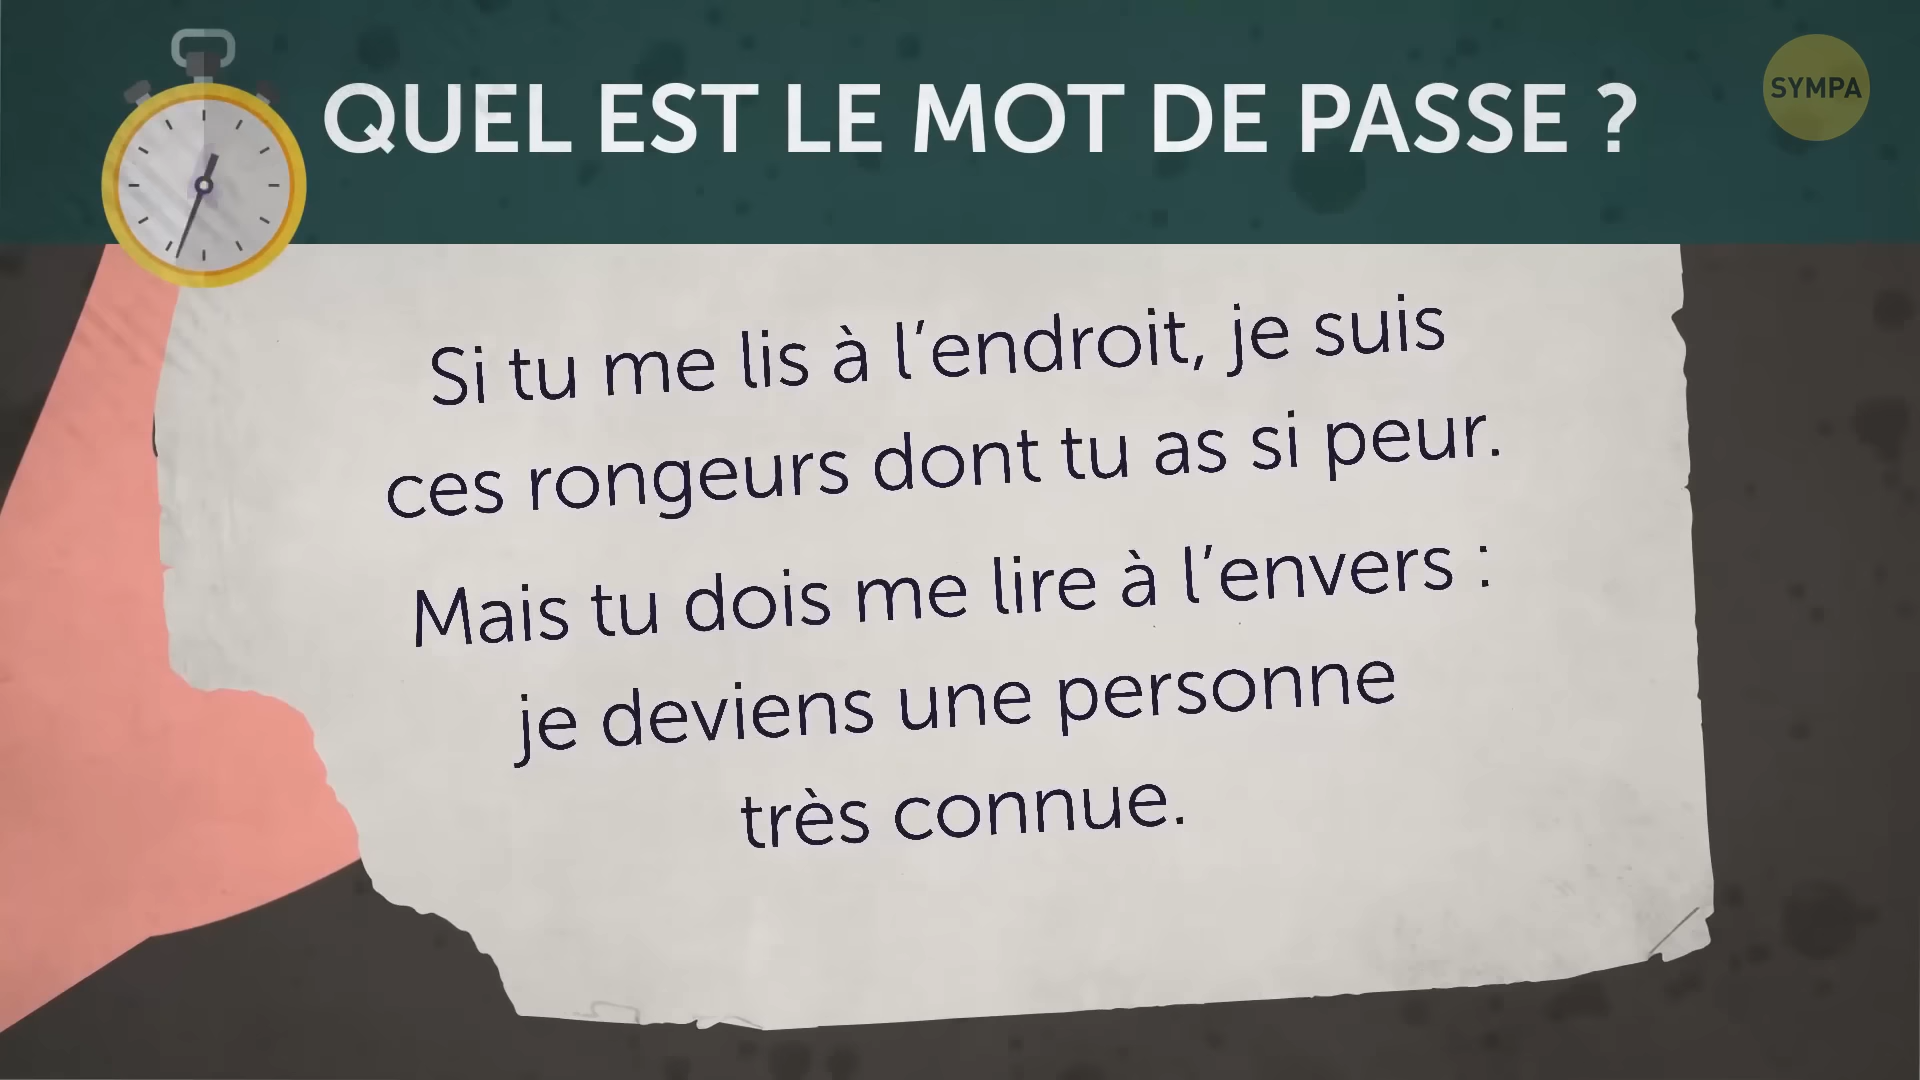 QUEL EST LE MOT DE PASSE ?
SYMPA
Si tu me lis à l’endroit, je suis
ces rongeurs dont tu as si peur.
Mais tu dois me lire à l’envers :
je deviens une personne
très connue.